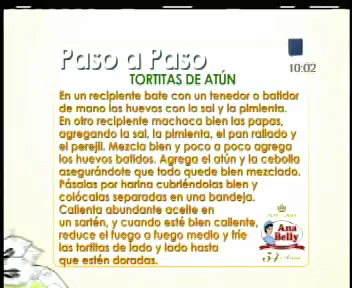 Paso a Paso
10:02
TORTITAS DE ATÚN
En un recipiente bate con un tenedor o batidor
de mano los huevos con la sal y la pimienta.
En otro recipiente machaca bien las papas,
agregando la sal, la pimienta, el pan rallado y
el perejil. Mezcla bien y poco a poco agrega
los huevos batidos. Agrega el atún y la cebolla
asegurándote que todo quede bien mezclado.
Pásalas por harina cubriéndolas bien y
colócalas separadas en una bandeja.
Calienta abundante aceite en
un sartén, y cuando esté bien caliente,
reduce el fuego a fuego medio y fríe
las tortitas de lado y lado hasta
que estén doradas.
Ana
Belly